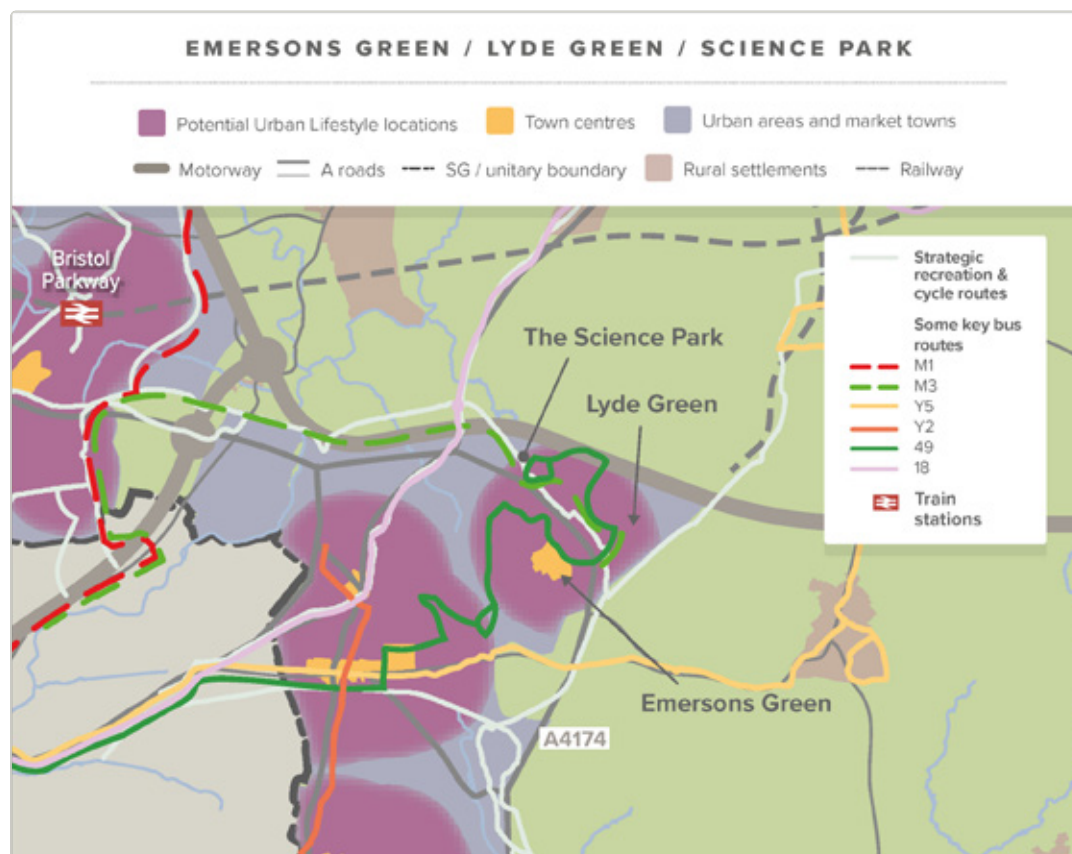 EMERSONS GREEN / LYDE GREEN / SCIENCE PARK
Potential Urban Lifestyle locations
Town centres
Urban areas and market towns
Motorway
A roads
SG / unitary boundary
Rural settlements
Railway
Bristol
Parkway
The Science Park
Lyde Green
Emersons Green
A4174
Strategic
recreation &
cycle routes
Some key bus
routes
M1
M3
Y5
Y2
49
18
Train
stations